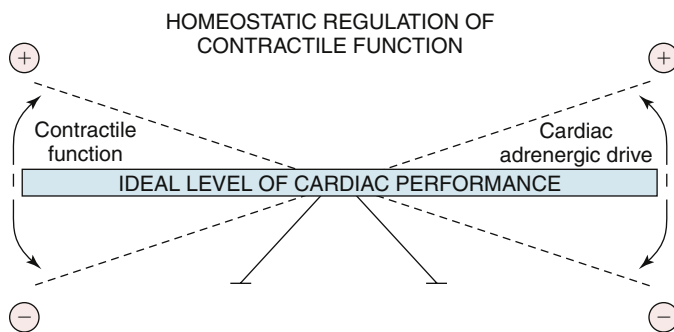 HOMEOSTATIC REGULATION OF
CONTRACTILE FUNCTION
+
+
Contractile
function
Cardiac
adrenergic drive
IDEAL LEVEL OF CARDIAC PERFORMANCE
−
−